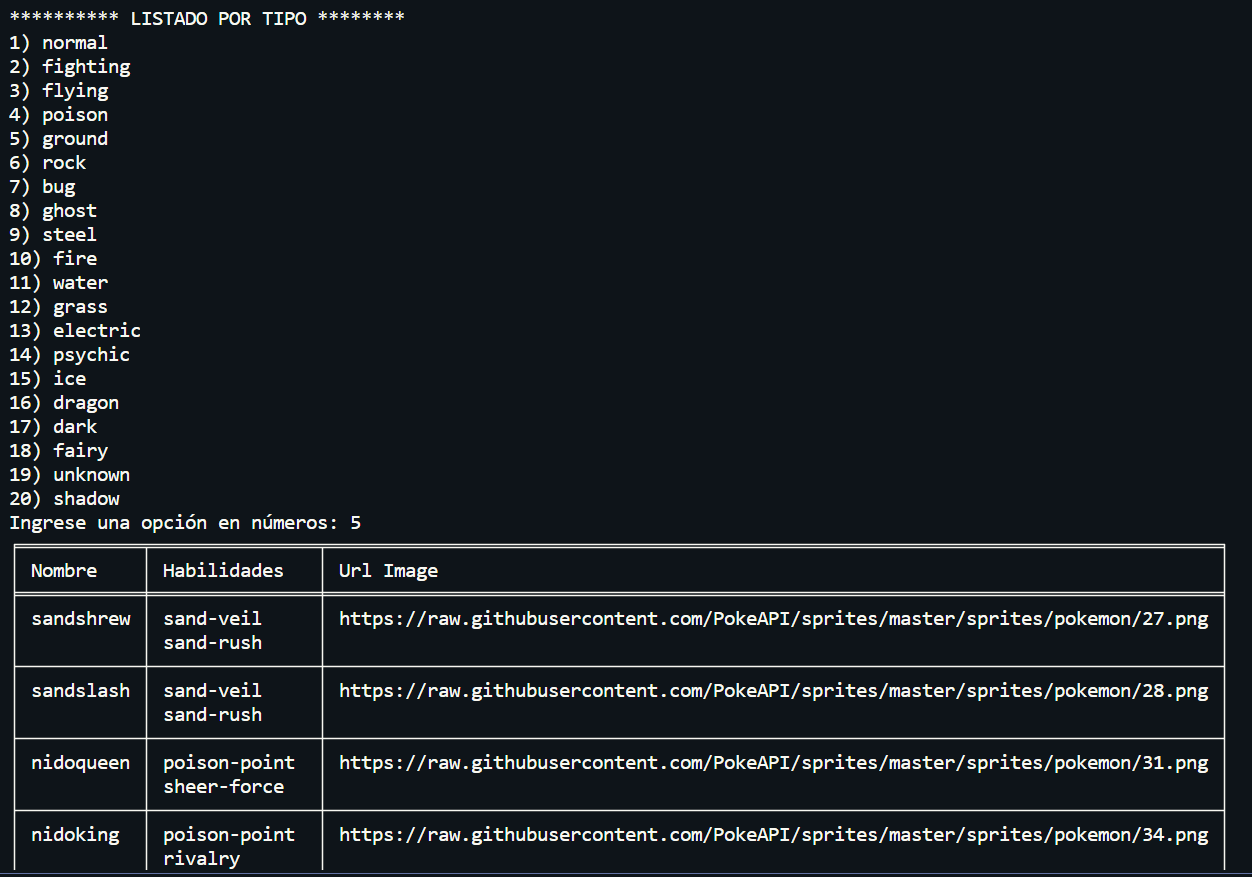 ********** LISTADO POR TIPO ********
1) normal
2) fighting
3) flying
4) poison
5) ground
6) rock
7) bug
8) ghost
9) steel
10) fire
11) water
12) grass
13) electric
14) psychic
15) ice
16) dragon
17) dark
18) fairy
19) unknown
20) shadow
Ingrese una opción en números: 5
Nombre Habilidades Url Image
sandshrew sand-veil https://raw.githubusercontent.com/PokeAPI/sprites/master/sprites/pokemon/27.png
sand-rush
sandslash sand-veil https://raw.githubusercontent.com/PokeAPI/sprites/master/sprites/pokemon/28.png
sand-rush
nidoqueen poison-point https://raw.githubusercontent.com/PokeAPI/sprites/master/sprites/pokemon/31.png
sheer-force
nidoking poison-point https://raw.githubusercontent.com/PokeAPI/sprites/master/sprites/pokemon/34.png
rivalry